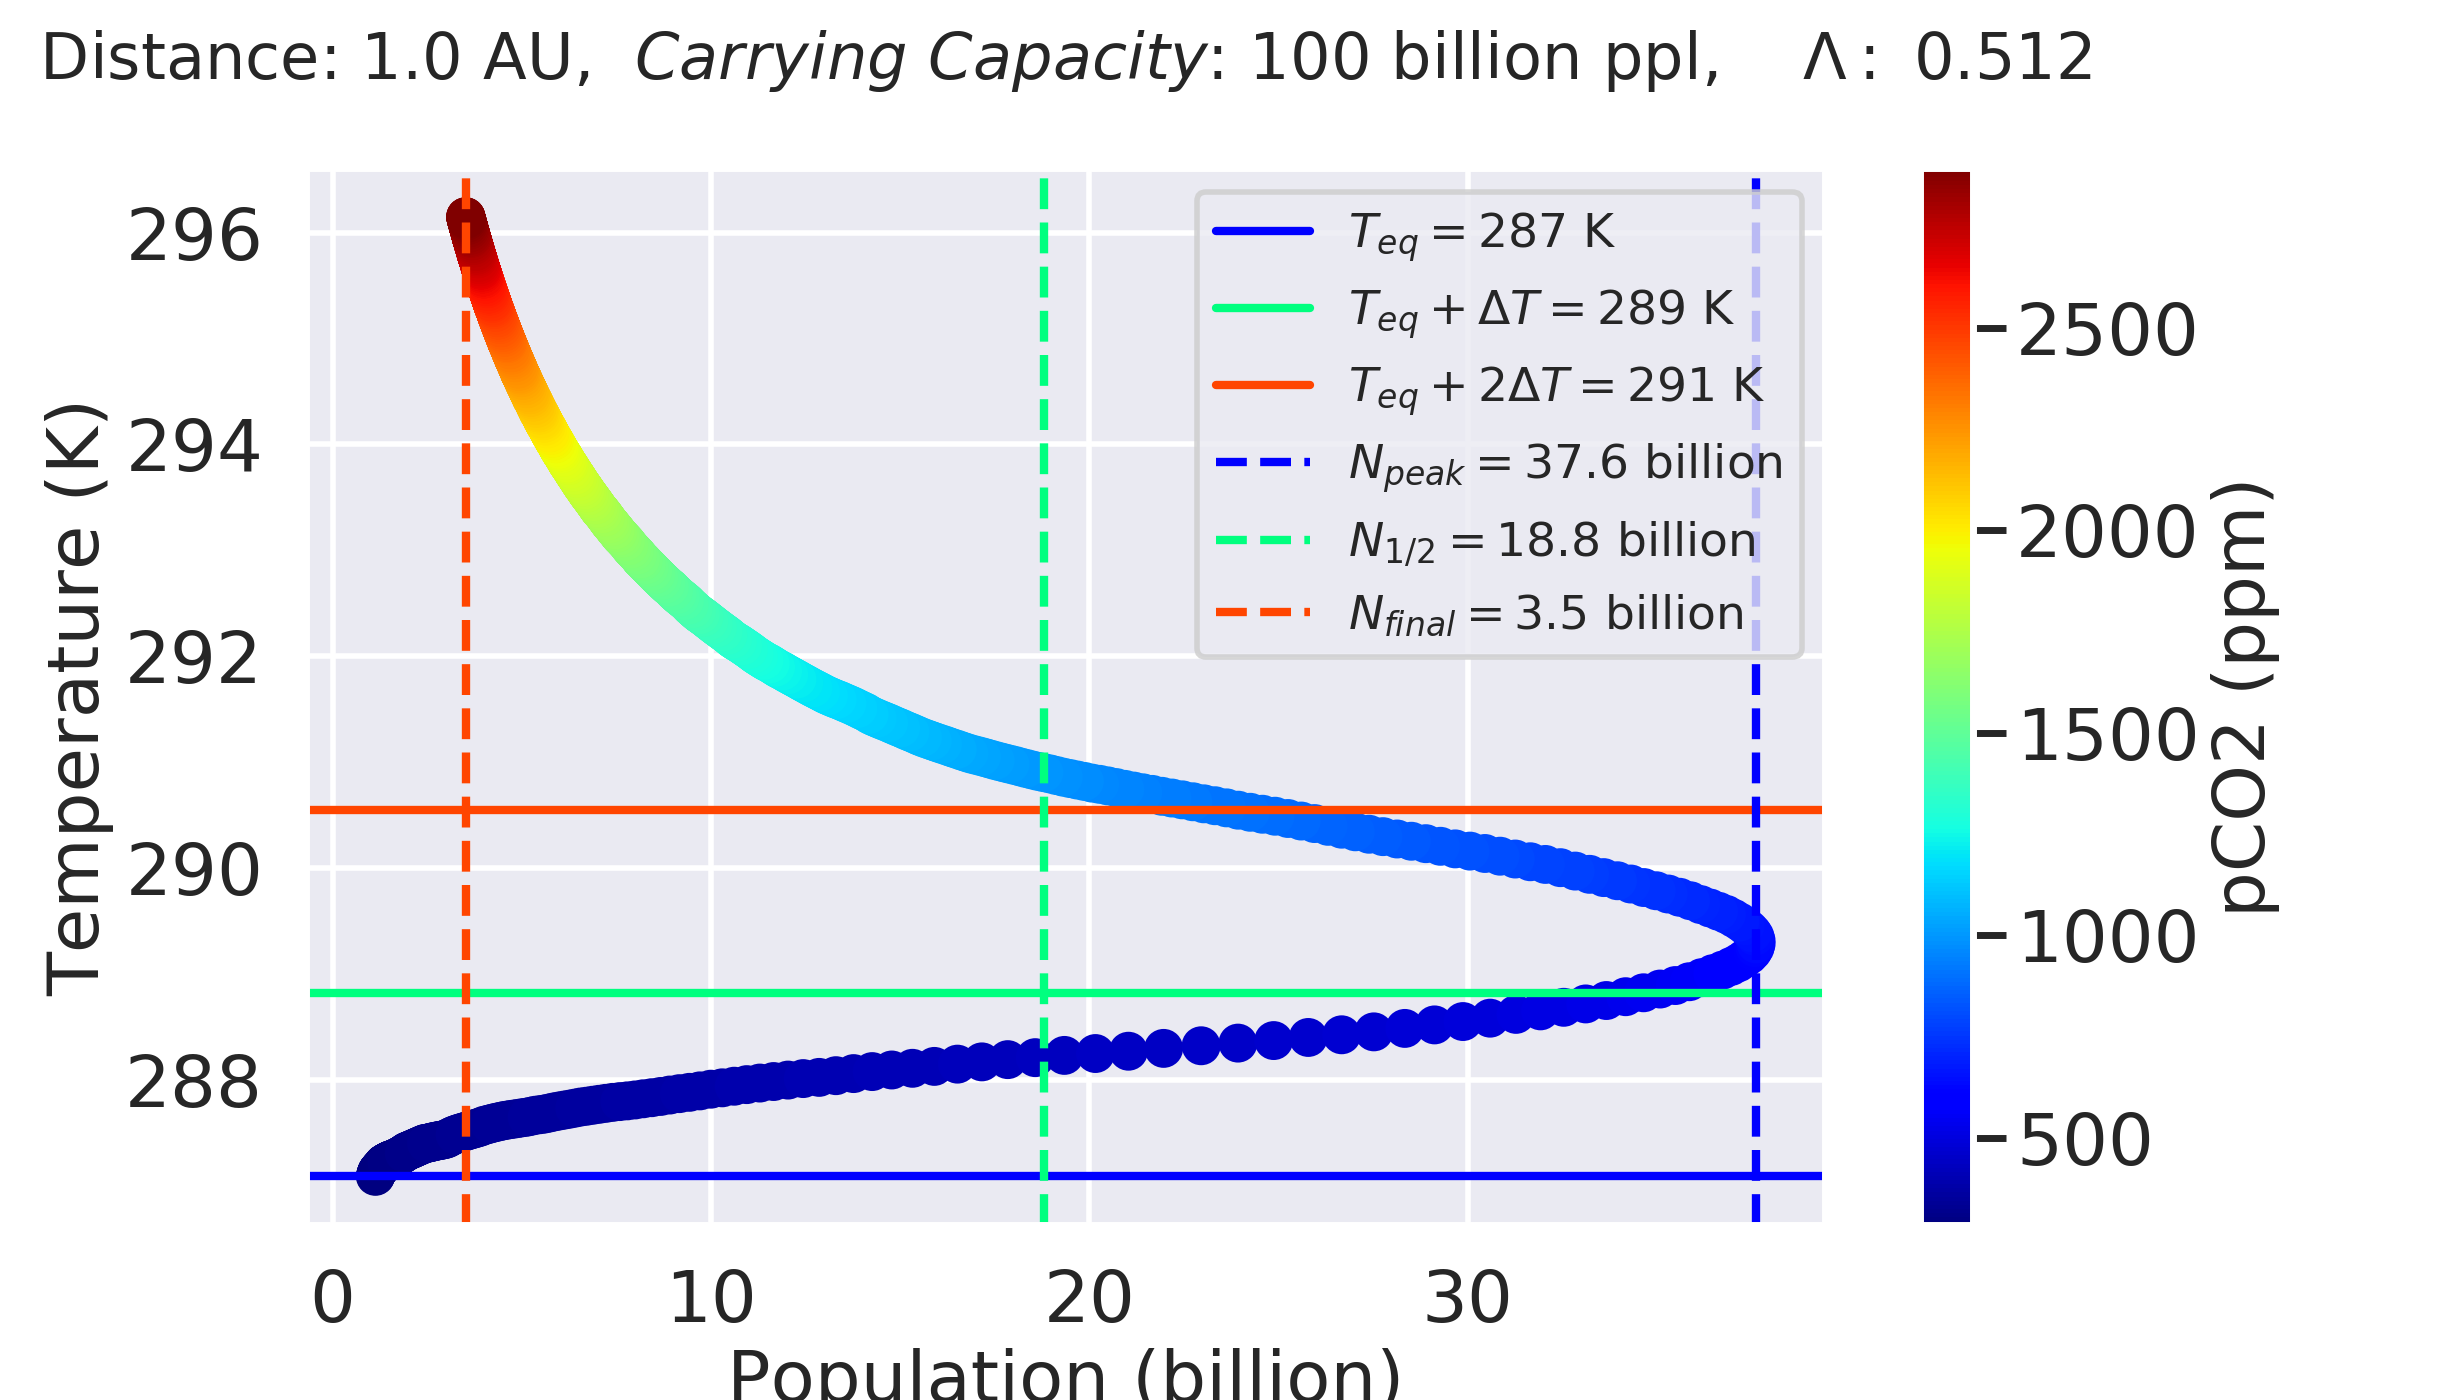 Distance: 1.0 AU, Carrying Capacity: 100 billion ppl, Λ : 0.512
T_eq = 287 K
T_eq + ΔT = 289 K
T_eq + 2ΔT = 291 K
N_peak = 37.6 billion
N_1/2 = 18.8 billion
N_final = 3.5 billion
Temperature (K)
296
294
292
290
288
0 10 20 30
Population (billion)
2500
2000
1500
1000
500
pCO2 (ppm)